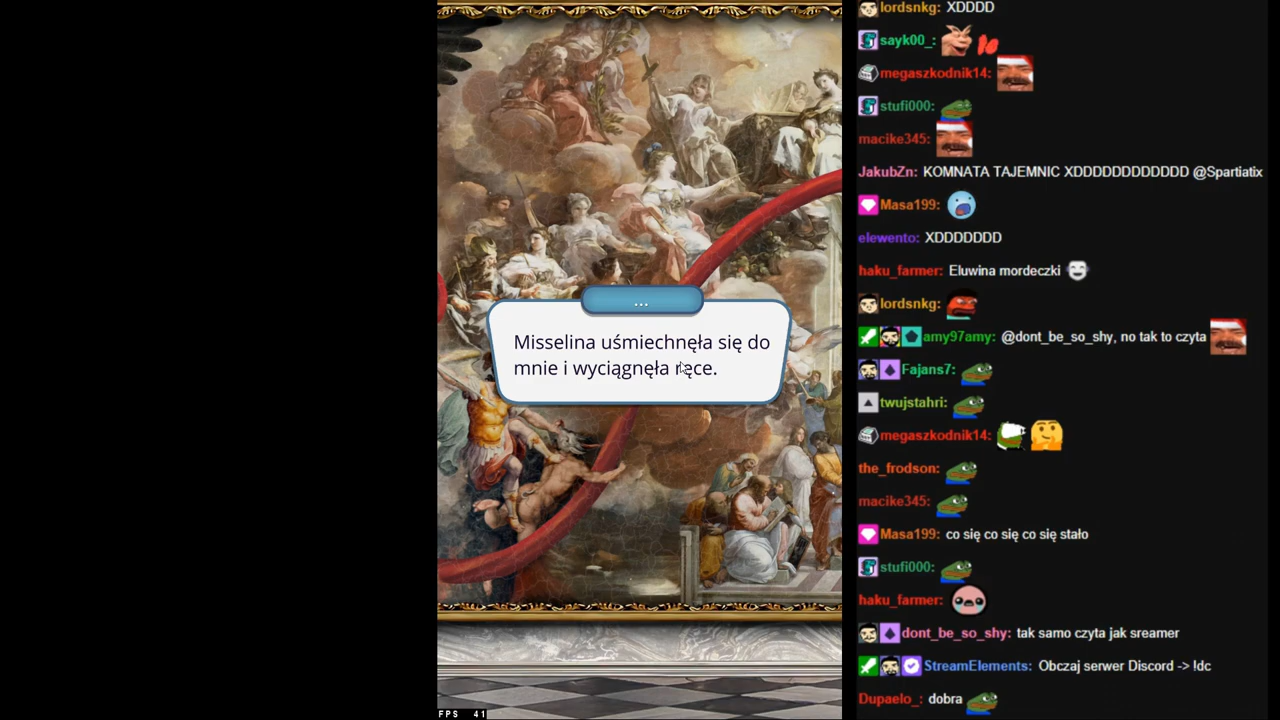 ...
Misselina uśmiechnęła się do
mnie i wyciągnęła ręce.
FPS 41
lordsnkg: XDDDD
sayk00_:
megaszkodnik14:
stufi000:
macike345:
JakubZn: KOMNATA TAJEMNIC XDDDDDDDDDDDD @Spartiatix
Masa199:
elewento: XDDDDDDD
haku_farmer: Eluwina mordeczki
lordsnkg:
amy97amy: @dont_be_so_shy, no tak to czyta
Fajans7:
twujstahri:
megaszkodnik14:
the_frodson:
macike345:
Masa199: co się co się co się stało
stufi000:
haku_farmer:
dont_be_so_shy: tak samo czyta jak sreamer
StreamElements: Obczaj serwer Discord -> !dc
Dupaelo_: dobra